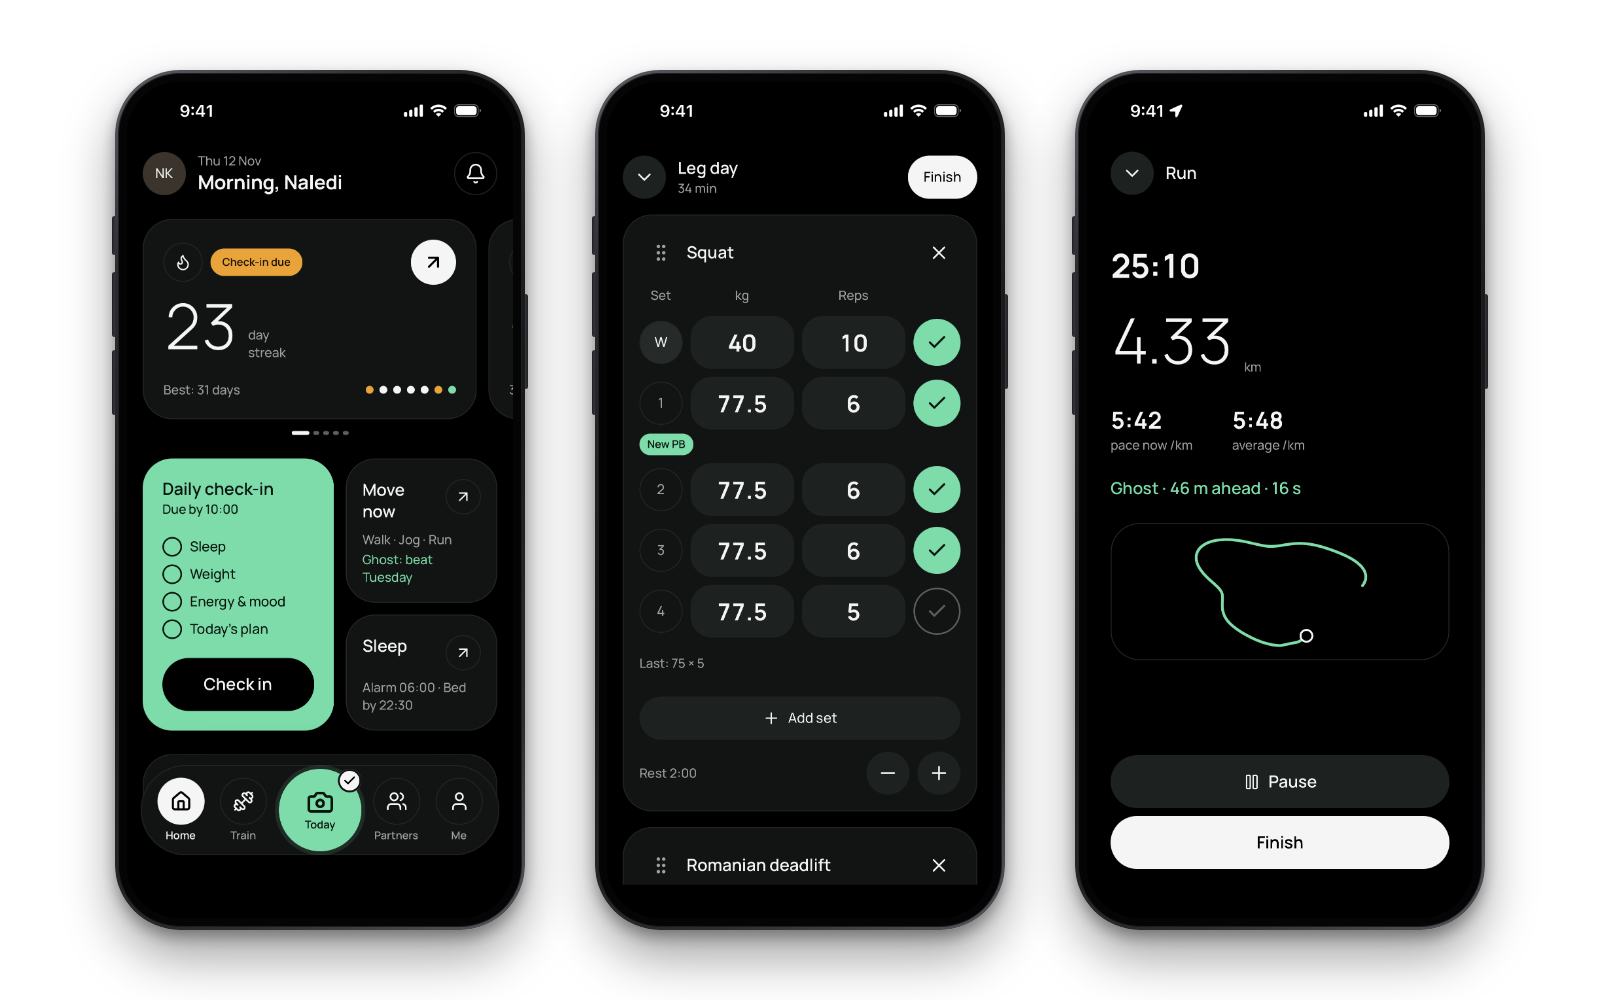 9:41
NK
Thu 12 Nov
Morning, Naledi
Check-in due
23
day
streak
Best: 31 days
Daily check-in
Due by 10:00
Sleep
Weight
Energy & mood
Today's plan
Check in
Move
now
Walk · Jog · Run
Ghost: beat
Tuesday
Sleep
Alarm 06:00 · Bed
by 22:30
Home
Train
Today
Partners
Me
9:41
Leg day
34 min
Finish
Squat
Set kg Reps
W 40 10
1 77.5 6
New PB
2 77.5 6
3 77.5 6
4 77.5 5
Last: 75 × 5
Add set
Rest 2:00
Romanian deadlift
9:41
Run
25:10
4.33 km
5:42 5:48
pace now /km average /km
Ghost · 46 m ahead · 16 s
Pause
Finish